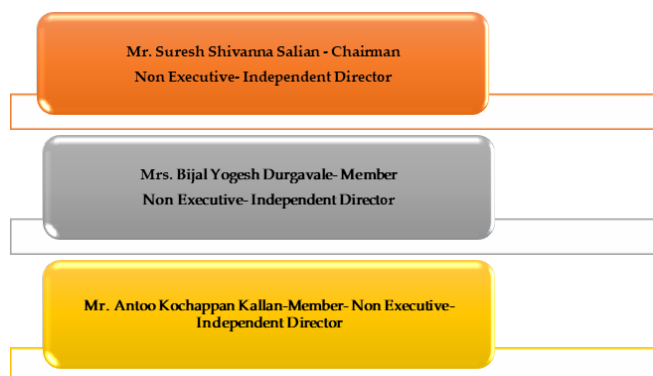 Mr. Suresh Shivanna Salian - Chairman
Non Executive- Independent Director
Mrs. Bijal Yogesh Durgavale- Member
Non Executive- Independent Director
Mr. Antoo Kochappan Kallan-Member- Non Executive-
Independent Director